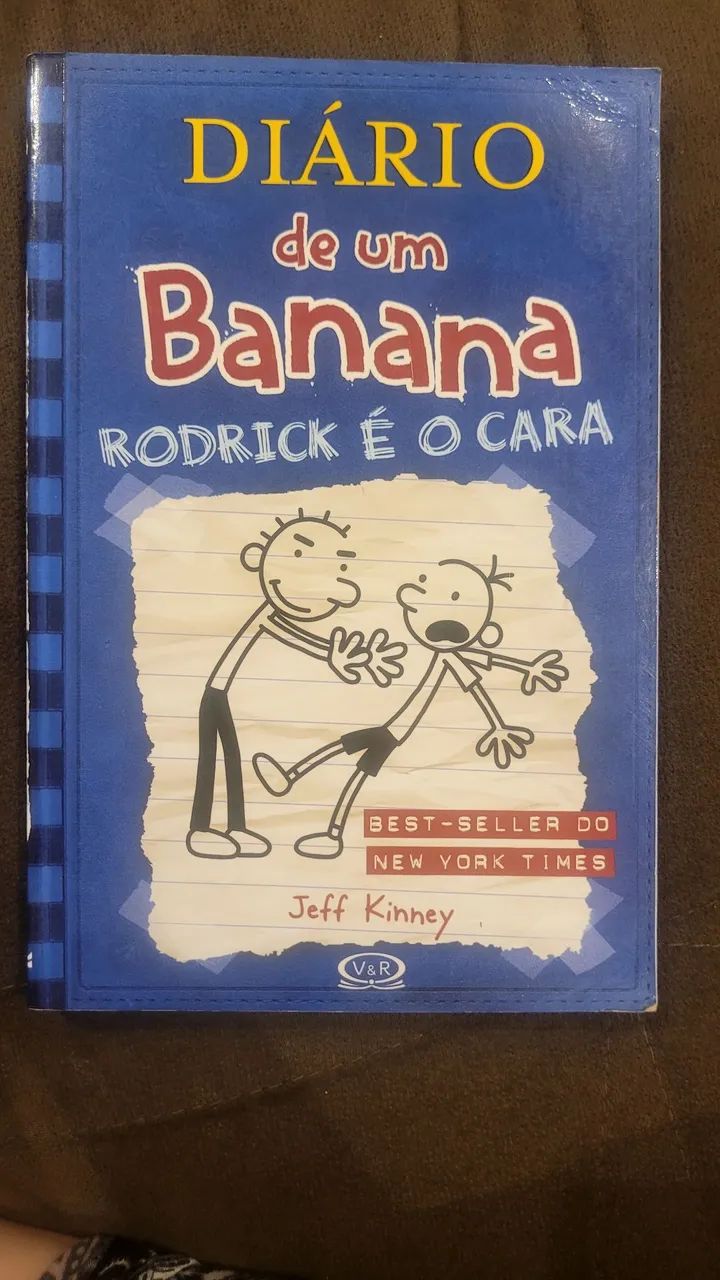 DIÁRIO
de um
Banana
RODRICK É O CARA
BEST-SELLER DO
NEW YORK TIMES
Jeff Kinney
V&R